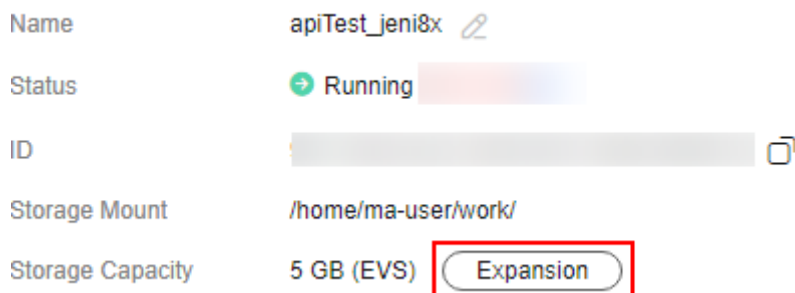 Name apiTest_jeni8x
Status Running
ID
Storage Mount /home/ma-user/work/
Storage Capacity 5 GB (EVS) Expansion